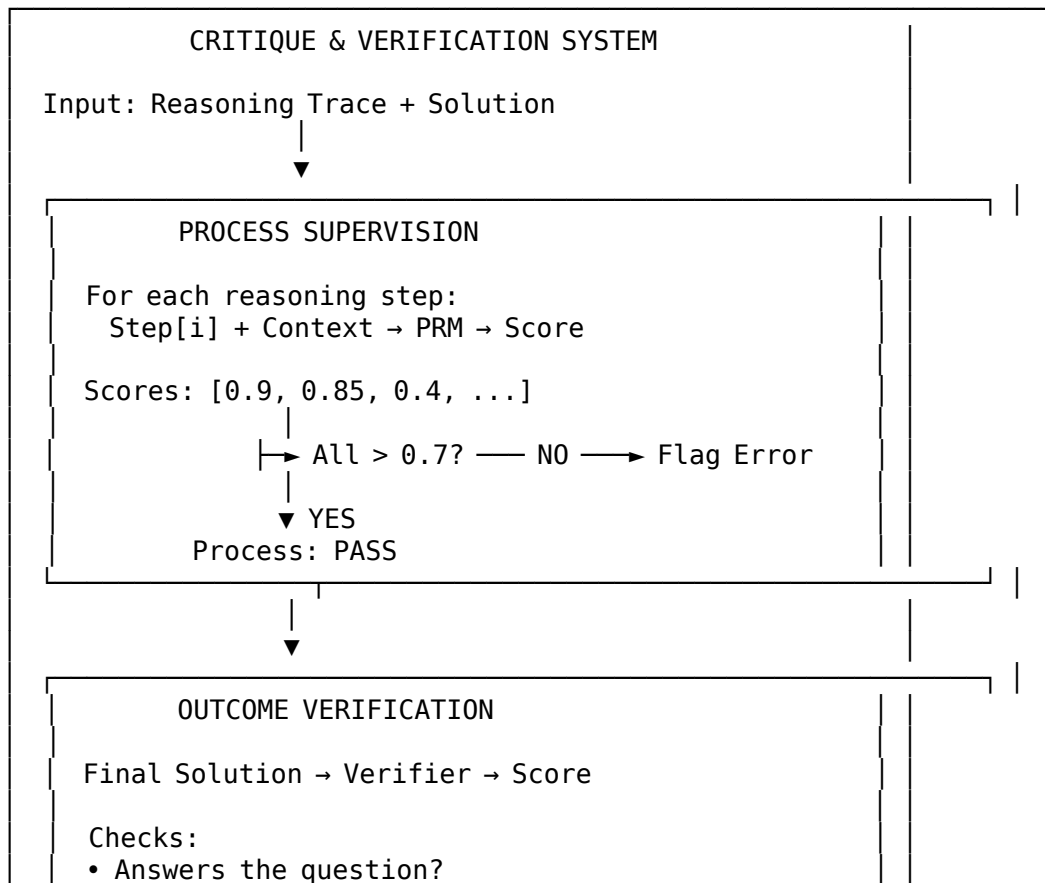 CRITIQUE & VERIFICATION SYSTEM
Input: Reasoning Trace + Solution
PROCESS SUPERVISION
For each reasoning step:
Step[i] + Context → PRM → Score
Scores: [0.9, 0.85, 0.4, ...]
All > 0.7? ── NO ───► Flag Error
▼ YES
Process: PASS
OUTCOME VERIFICATION
Final Solution → Verifier → Score
Checks:
• Answers the question?